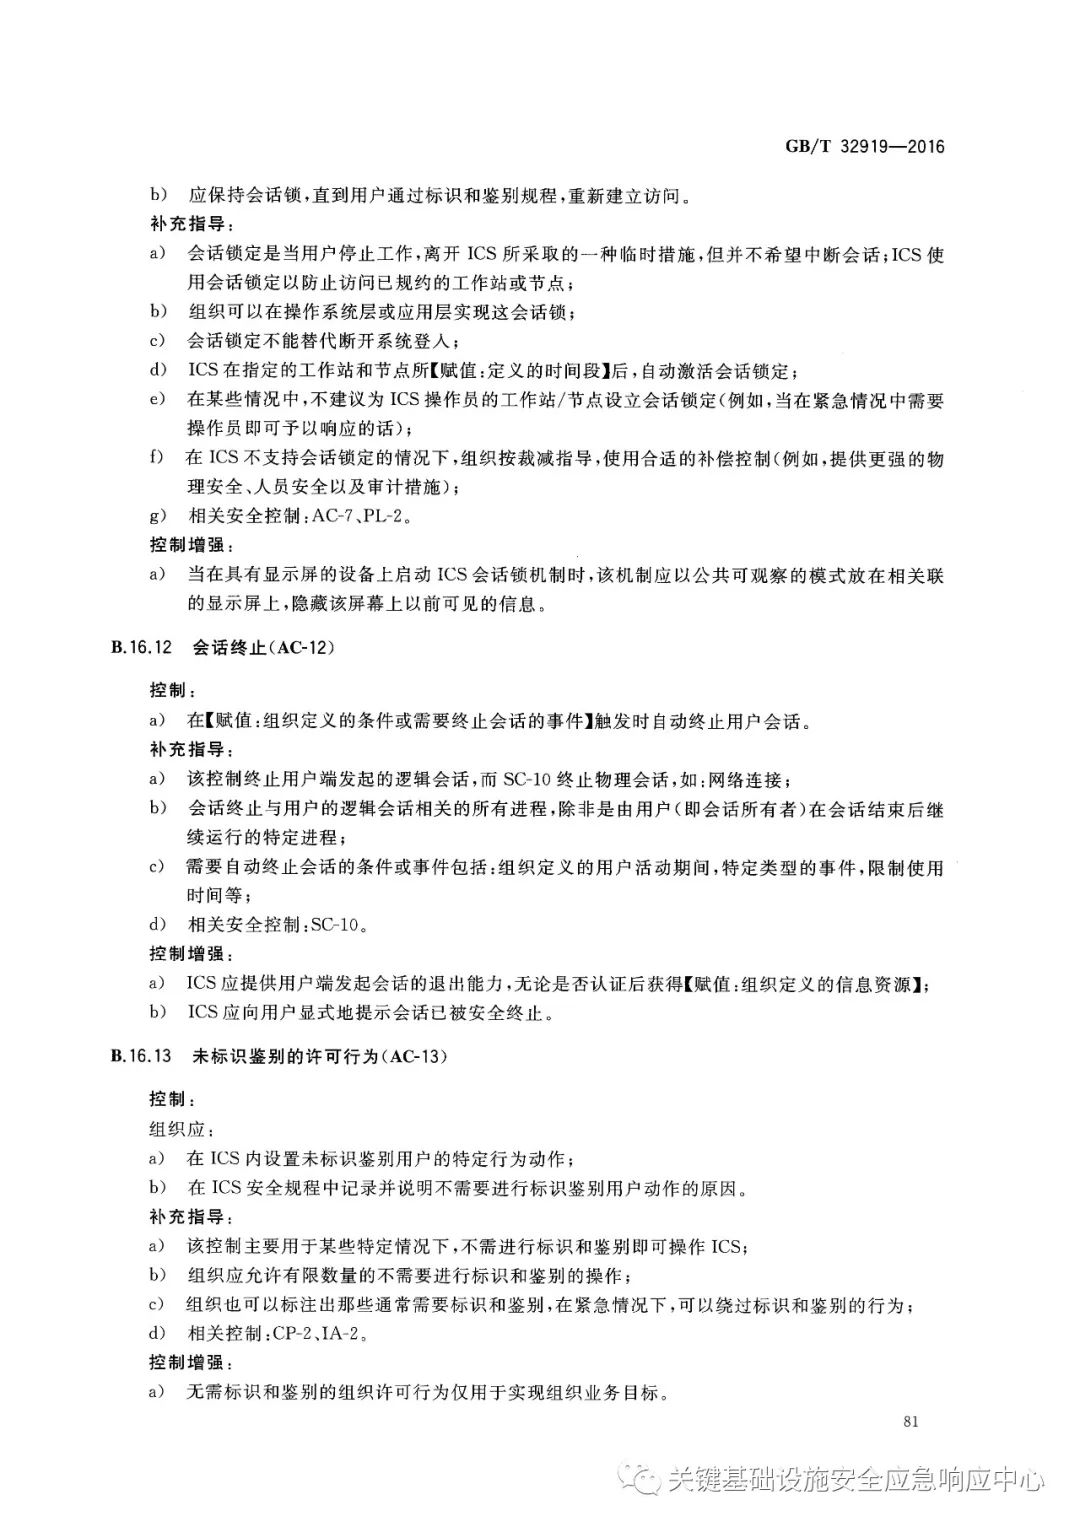 GB/T 32919—2016
b) 应保持会话锁,直到用户通过标识和鉴别规程,重新建立访问。
补充指导:
a) 会话锁定是当用户停止工作,离开 ICS 所采取的一种临时措施,但并不希望中断会话;ICS 使
用会话锁定以防止访问已规约的工作站或节点;
b) 组织可以在操作系统层或应用层实现这会话锁;
c) 会话锁定不能替代断开系统登入;
d) ICS 在指定的工作站和节点所【赋值:定义的时间段】后,自动激活会话锁定;
e) 在某些情况中,不建议为 ICS 操作员的工作站/节点设立会话锁定(例如,当在紧急情况中需要
操作员即可予以响应的话);
f) 在 ICS 不支持会话锁定的情况下,组织按裁减指导,使用合适的补偿控制(例如,提供更强的物
理安全、人员安全以及审计措施);
g) 相关安全控制:AC-7、PL-2。
控制增强:
a) 当在具有显示屏的设备上启动 ICS 会话锁机制时,该机制应以公共可观察的模式放在相关联
的显示屏上,隐藏该屏幕上以前可见的信息。
B.16.12 会话终止(AC-12)
控制:
a) 在【赋值:组织定义的条件或需要终止会话的事件】触发时自动终止用户会话。
补充指导:
a) 该控制终止用户端发起的逻辑会话,而 SC-10 终止物理会话,如:网络连接;
b) 会话终止与用户的逻辑会话相关的所有进程,除非是由用户(即会话所有者)在会话结束后继
续运行的特定进程;
c) 需要自动终止会话的条件或事件包括:组织定义的用户活动期间,特定类型的事件,限制使用
时间等;
d) 相关安全控制:SC-10。
控制增强:
a) ICS 应提供用户端发起会话的退出能力,无论是否认证后获得【赋值:组织定义的信息资源】;
b) ICS 应向用户显式地提示会话已被安全终止。
B.16.13 未标识鉴别的许可行为(AC-13)
控制:
组织应:
a) 在 ICS 内设置未标识鉴别用户的特定行为动作;
b) 在 ICS 安全规程中记录并说明不需要进行标识鉴别用户动作的原因。
补充指导:
a) 该控制主要用于某些特定情况下,不需进行标识和鉴别即可操作 ICS;
b) 组织应允许有限数量的不需要进行标识和鉴别的操作;
c) 组织也可以标注出那些通常需要标识和鉴别,在紧急情况下,可以绕过标识和鉴别的行为;
d) 相关控制:CP-2、IA-2。
控制增强:
a) 无需标识和鉴别的组织许可行为仅用于实现组织业务目标。
81
关键基础设施安全应急响应中心